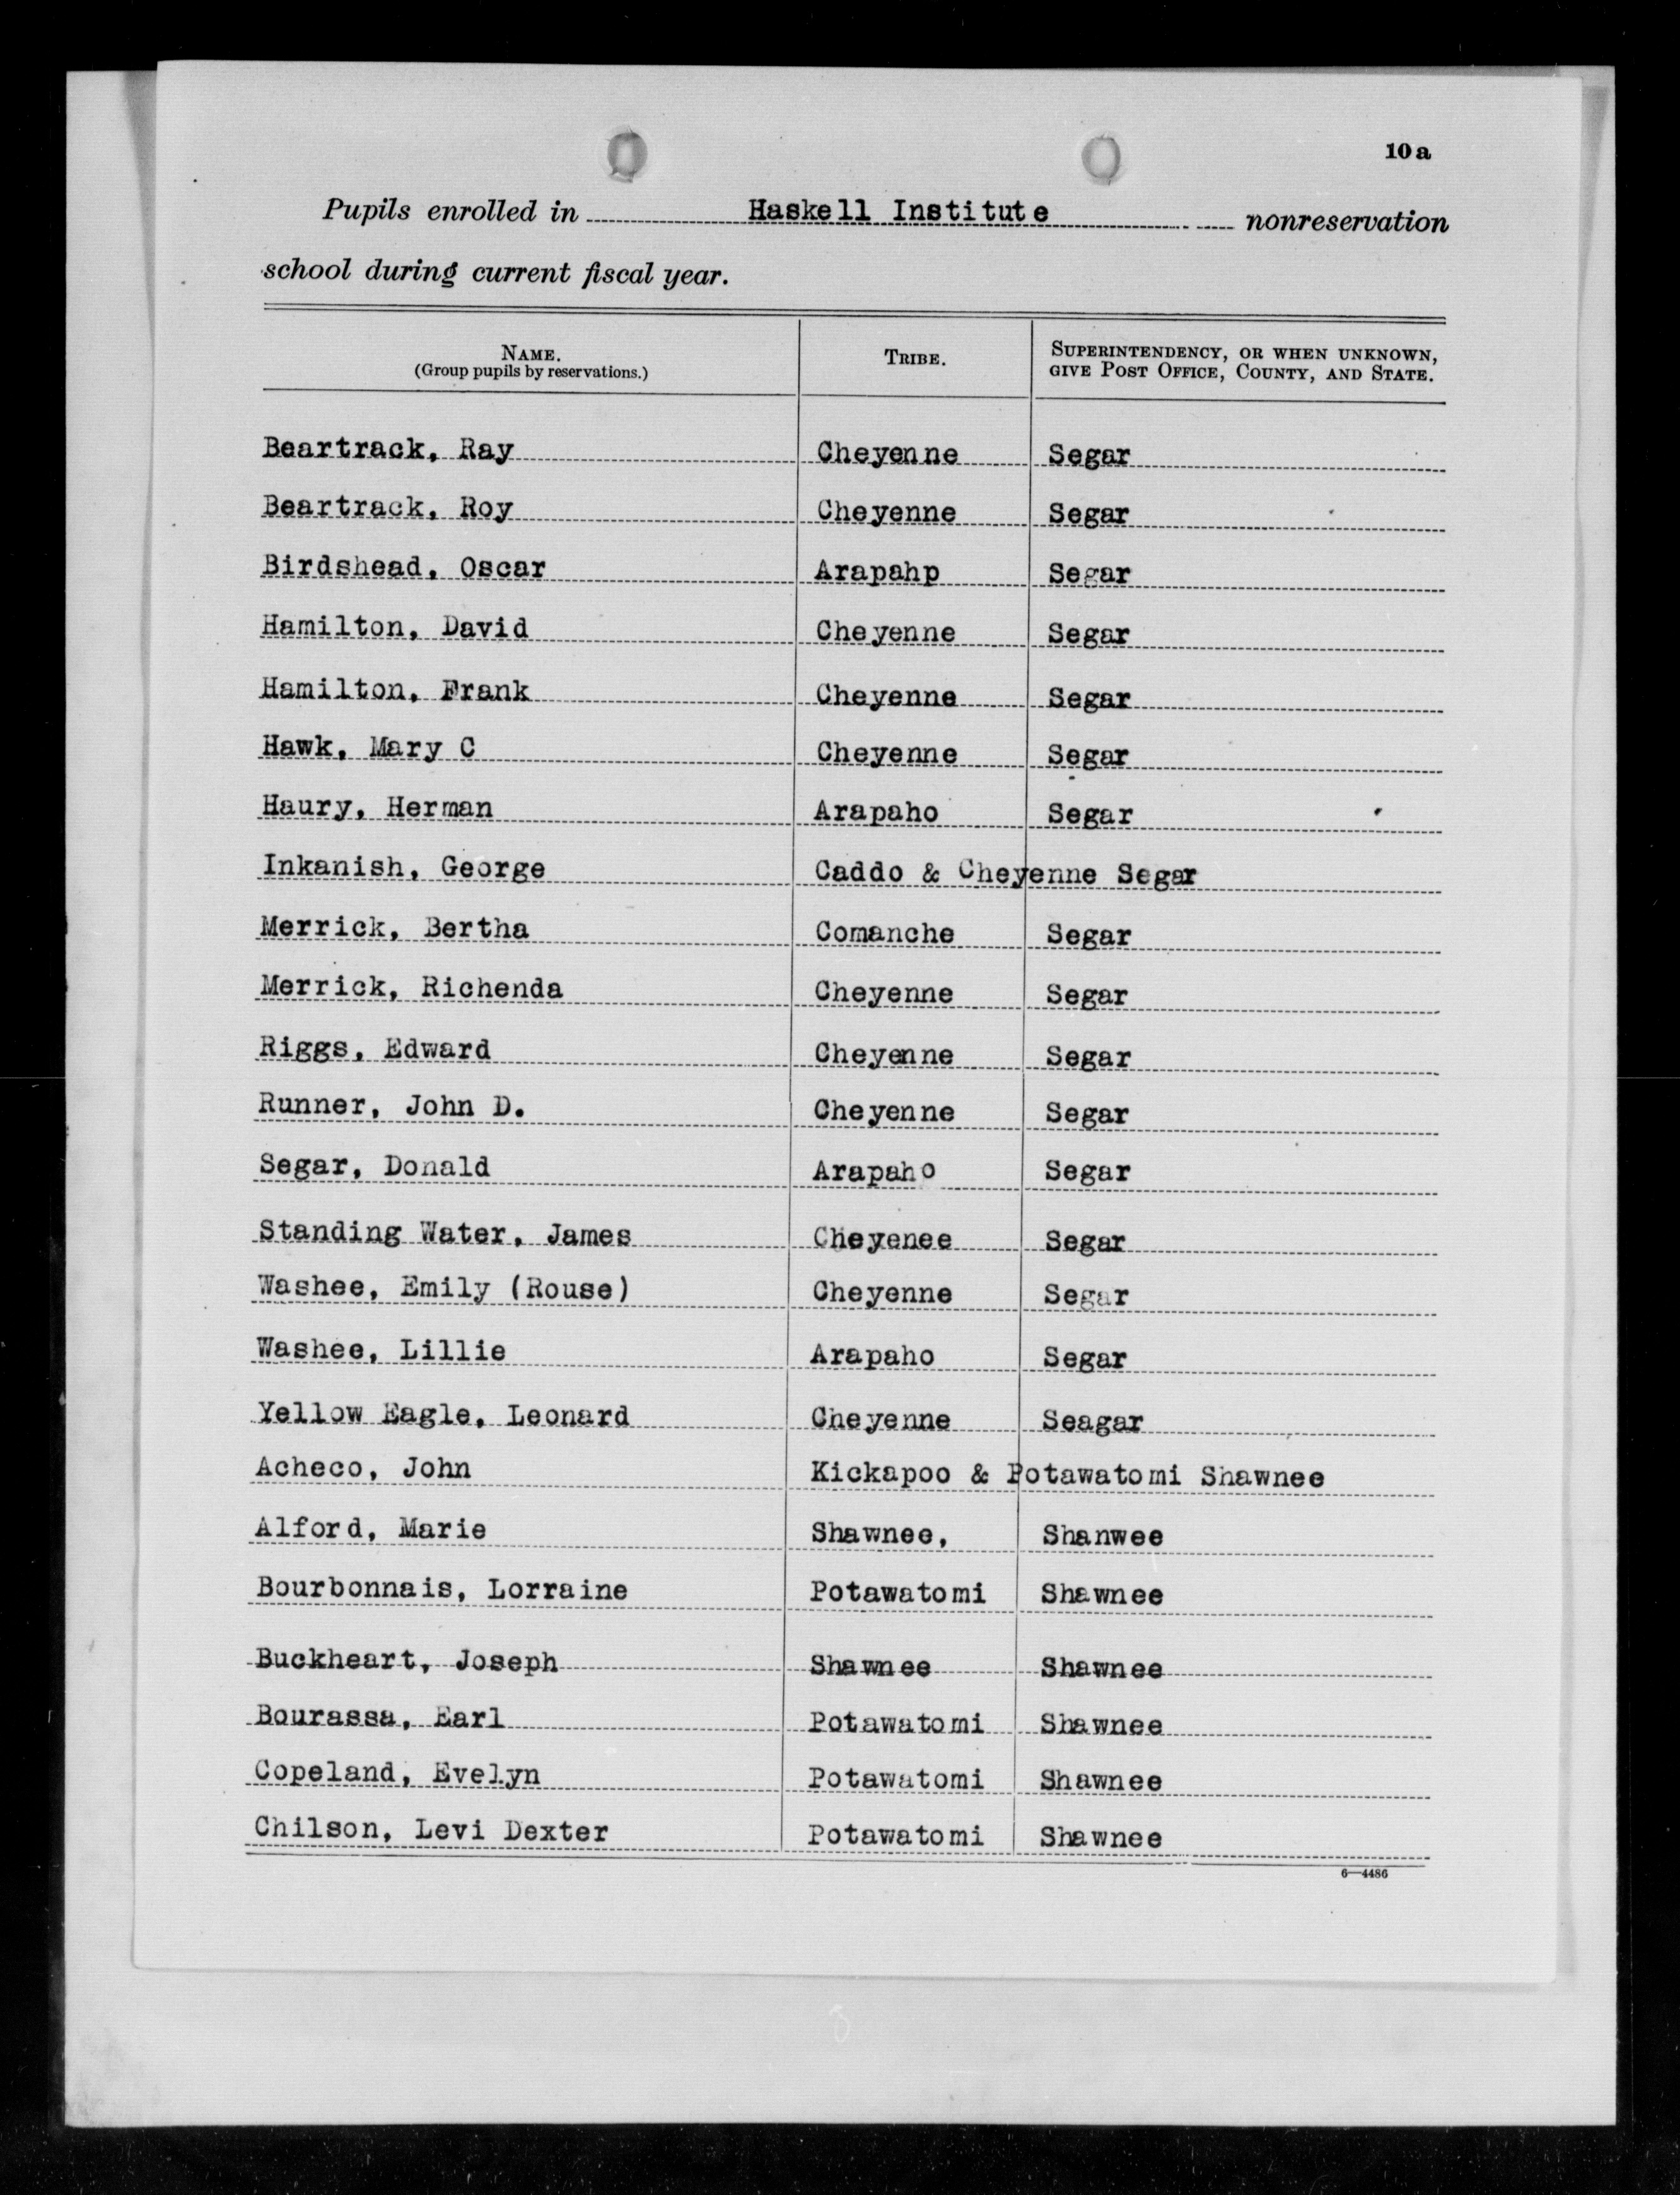 10 a
Pupils enrolled in Haskell Institute nonreservation
school during current fiscal year.
NAME. TRIBE. SUPERINTENDENCY, OR WHEN UNKNOWN,
(Group pupils by reservations.) GIVE POST OFFICE, COUNTY, AND STATE.
Beartrack, Ray Cheyenne Segar
Beartrack, Roy Cheyenne Segar
Birdshead, Oscar Arapahp Segar
Hamilton, David Cheyenne Segar
Hamilton, Frank Cheyenne Segar
Hawk, Mary C Cheyenne Segar
Haury, Herman Arapaho Segar
Inkanish, George Caddo & Cheyenne Segar
Merrick, Bertha Comanche Segar
Merrick, Richenda Cheyenne Segar
Riggs, Edward Cheyenne Segar
Runner, John D. Cheyenne Segar
Segar, Donald Arapaho Segar
Standing Water, James Cheyenee Segar
Washee, Emily (Rouse) Cheyenne Segar
Washee, Lillie Arapaho Segar
Yellow Eagle, Leonard Cheyenne Seagar
Acheco, John Kickapoo & Potawatomi Shawnee
Alford, Marie Shawnee, Shanwee
Bourbonnais, Lorraine Potawatomi Shawnee
Buckheart, Joseph Shawnee Shawnee
Bourassa, Earl Potawatomi Shawnee
Copeland, Evelyn Potawatomi Shawnee
Chilson, Levi Dexter Potawatomi Shawnee
6—4486